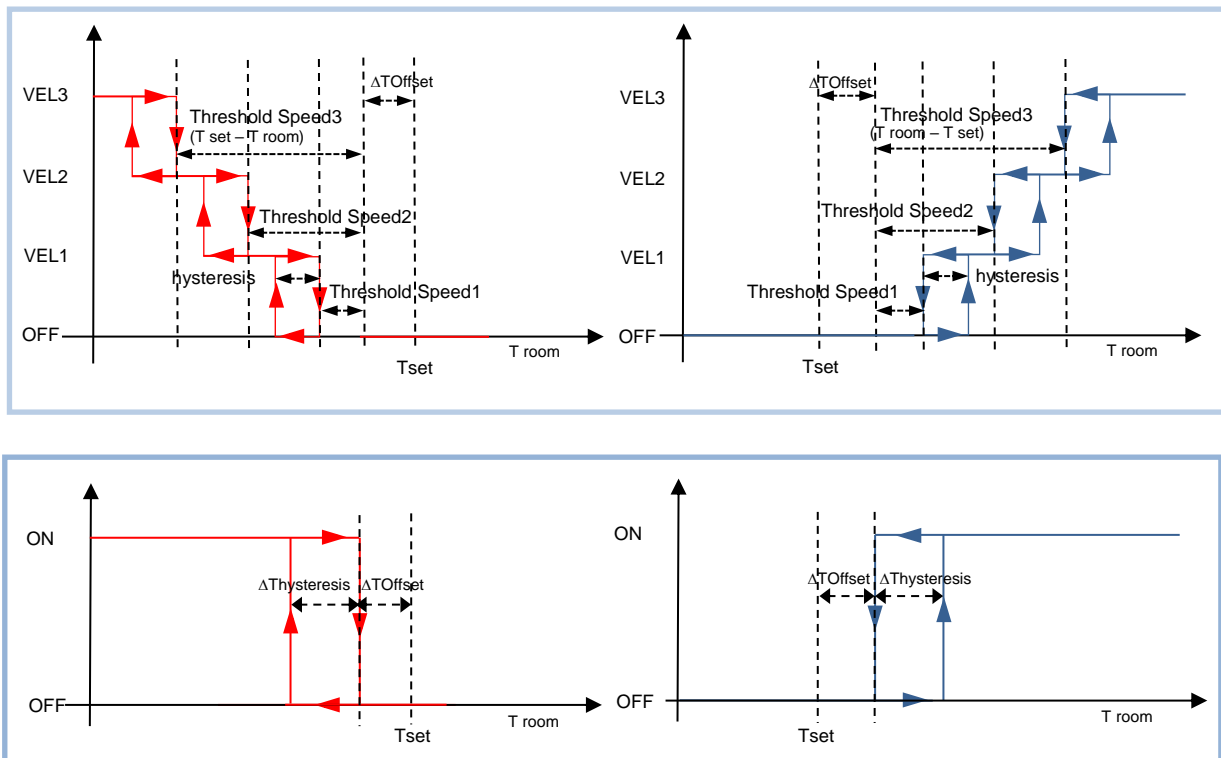 VEL3
ΔTOffset
Threshold Speed3
(T set – T room)
VEL2
Threshold Speed2
VEL1
hysteresis
Threshold Speed1
OFF
T room
Tset
VEL3
ΔTOffset
Threshold Speed3
(T room – T set)
VEL2
Threshold Speed2
VEL1
hysteresis
Threshold Speed1
OFF
T room
Tset
ON
ΔThysteresis
ΔTOffset
OFF
T room
Tset
ON
ΔTOffset
ΔThysteresis
OFF
T room
Tset